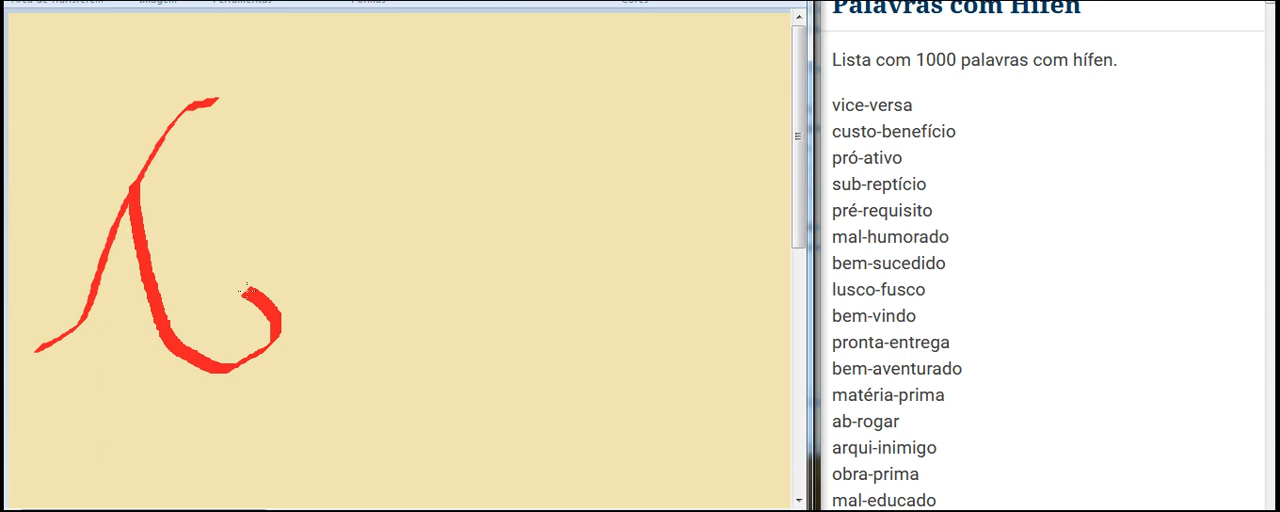 Palavras com Hífen
Lista com 1000 palavras com hífen.
vice-versa
custo-benefício
pró-ativo
sub-reptício
pré-requisito
mal-humorado
bem-sucedido
lusco-fusco
bem-vindo
pronta-entrega
bem-aventurado
matéria-prima
ab-rogar
arqui-inimigo
obra-prima
mal-educado